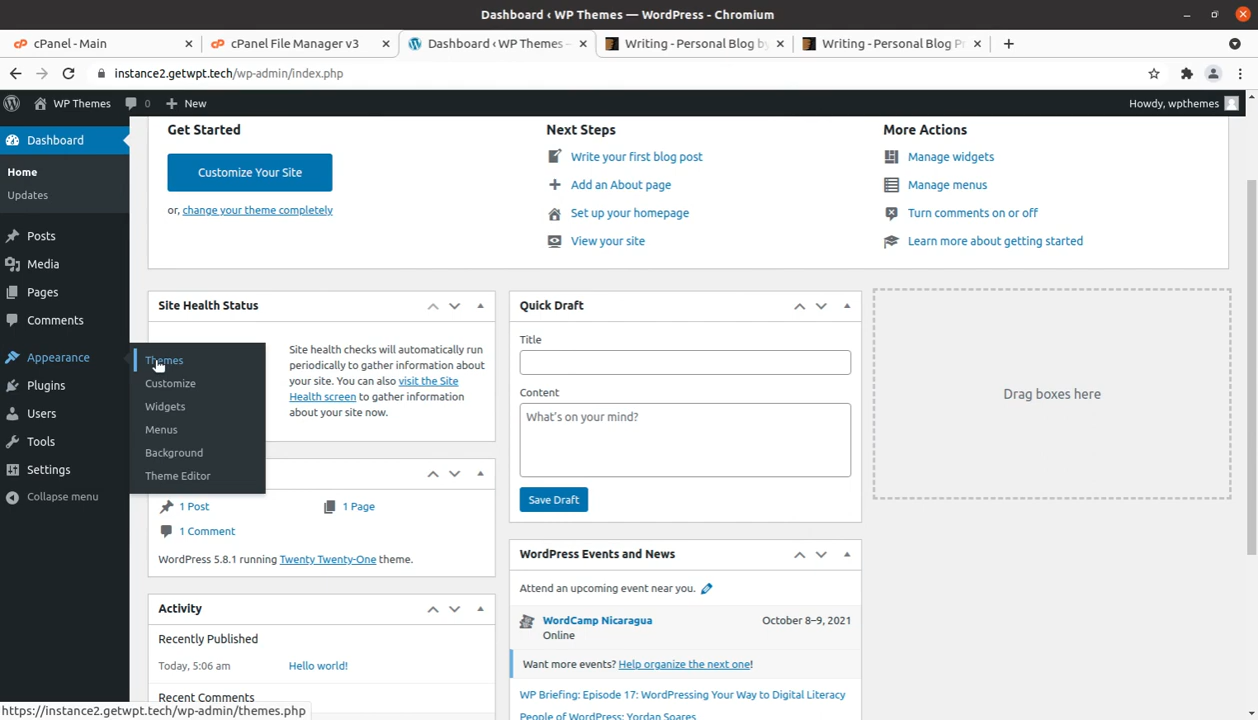 Dashboard ‹ WP Themes — WordPress - Chromium
cPanel - Main
cPanel File Manager v3
Dashboard ‹ WP Themes –
Writing - Personal Blog by
Writing - Personal Blog P
instance2.getwpt.tech/wp-admin/index.php
WP Themes
0
New
Howdy, wpthemes
Dashboard
Home
Updates
Posts
Media
Pages
Comments
Appearance
Plugins
Users
Tools
Settings
Collapse menu
Themes
Customize
Widgets
Menus
Background
Theme Editor
Get Started
Customize Your Site
or, change your theme completely
Next Steps
Write your first blog post
Add an About page
Set up your homepage
View your site
More Actions
Manage widgets
Manage menus
Turn comments on or off
Learn more about getting started
Site Health Status
Site health checks will automatically run
periodically to gather information about
your site. You can also visit the Site
Health screen to gather information
about your site now.
1 Post
1 Page
1 Comment
WordPress 5.8.1 running Twenty Twenty-One theme.
Activity
Recently Published
Today, 5:06 am
Hello world!
Recent Comments
Quick Draft
Title
Content
What's on your mind?
Save Draft
WordPress Events and News
Attend an upcoming event near you.
WordCamp Nicaragua
October 8–9, 2021
Online
Want more events? Help organize the next one!
WP Briefing: Episode 17: WordPressing Your Way to Digital Literacy
People of WordPress: Yordan Soares
Drag boxes here
https://instance2.getwpt.tech/wp-admin/themes.php